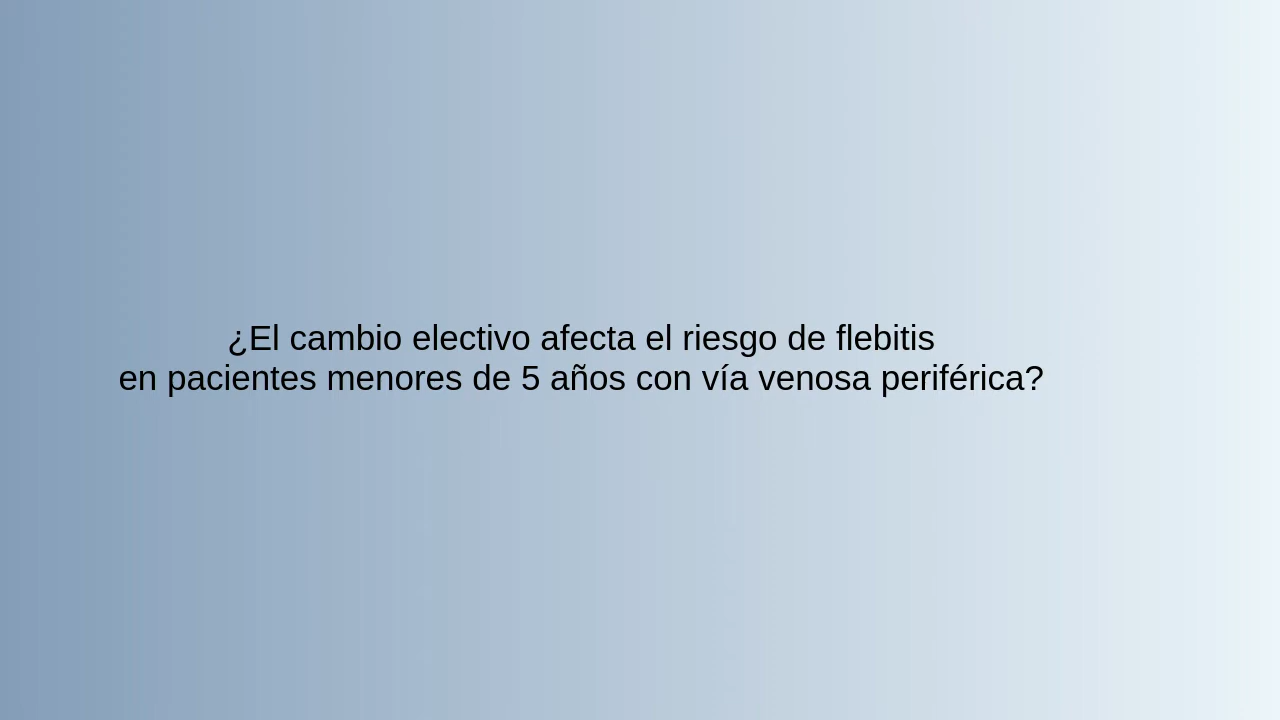 ¿El cambio electivo afecta el riesgo de flebitis
en pacientes menores de 5 años con vía venosa periférica?